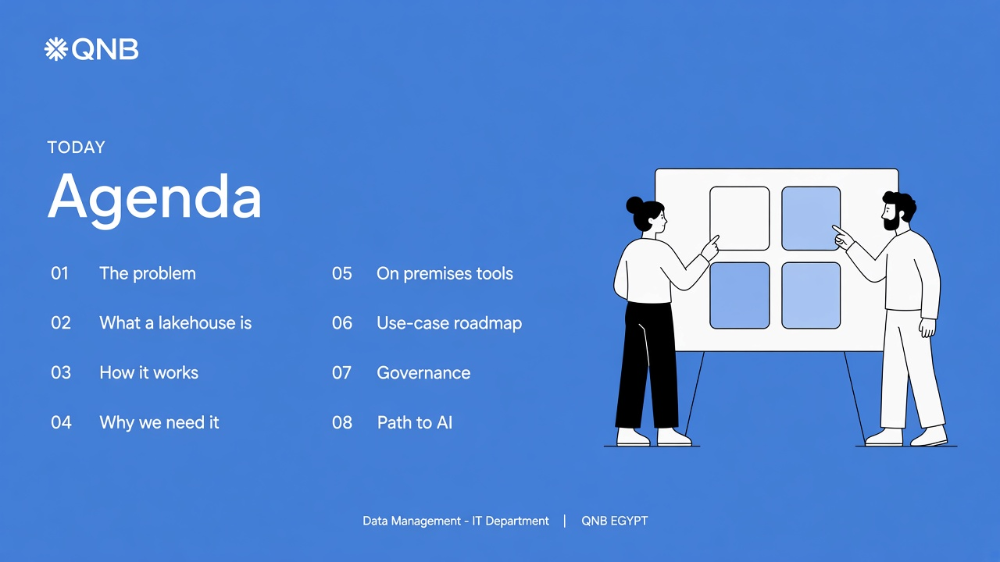 QNB
TODAY
Agenda
01 The problem
02 What a lakehouse is
03 How it works
04 Why we need it
05 On premises tools
06 Use-case roadmap
07 Governance
08 Path to AI
Data Management - IT Department | QNB EGYPT